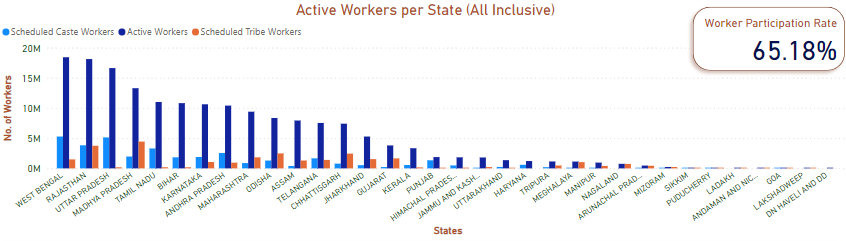 Active Workers per State (All Inclusive)
Worker Participation Rate
65.18%
Scheduled Caste Workers Active Workers Scheduled Tribe Workers
20M
15M
10M
5M
0M
No. of Workers
WEST BENGAL
RAJASTHAN
UTTAR PRADESH
MADHYA PRADESH
TAMIL NADU
BIHAR
KARNATAKA
ANDHRA PRADESH
MAHARASHTRA
ODISHA
ASSAM
TELANGANA
CHHATTISGARH
JHARKHAND
GUJARAT
KERALA
PUNJAB
HIMACHAL PRADES...
JAMMU AND KASH...
UTTARAKHAND
HARYANA
TRIPURA
MEGHALAYA
MANIPUR
NAGALAND
ARUNACHAL PRAD...
MIZORAM
SIKKIM
PUDUCHERRY
LADAKH
ANDAMAN AND NIC...
GOA
LAKSHADWEEP
DN HAVELI AND DD
States